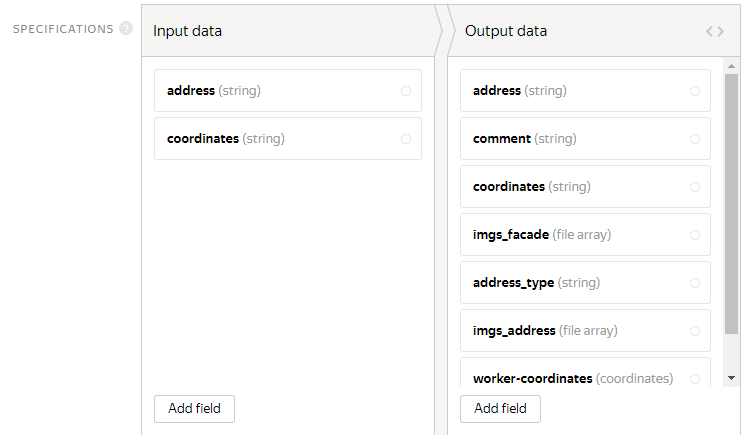 SPECIFICATIONS ?
Input data
address (string)
coordinates (string)
Add field
Output data <>
address (string)
comment (string)
coordinates (string)
imgs_facade (file array)
address_type (string)
imgs_address (file array)
worker-coordinates (coordinates)
Add field